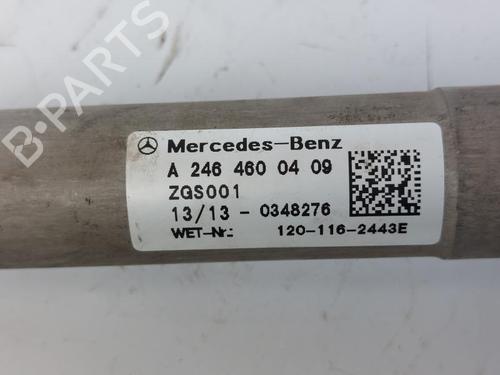 Mercedes-Benz
A 246 460 04 09
ZGS001
13/13 - 0348276
WET-Nr.: 120-116-2443E
B-PARTS